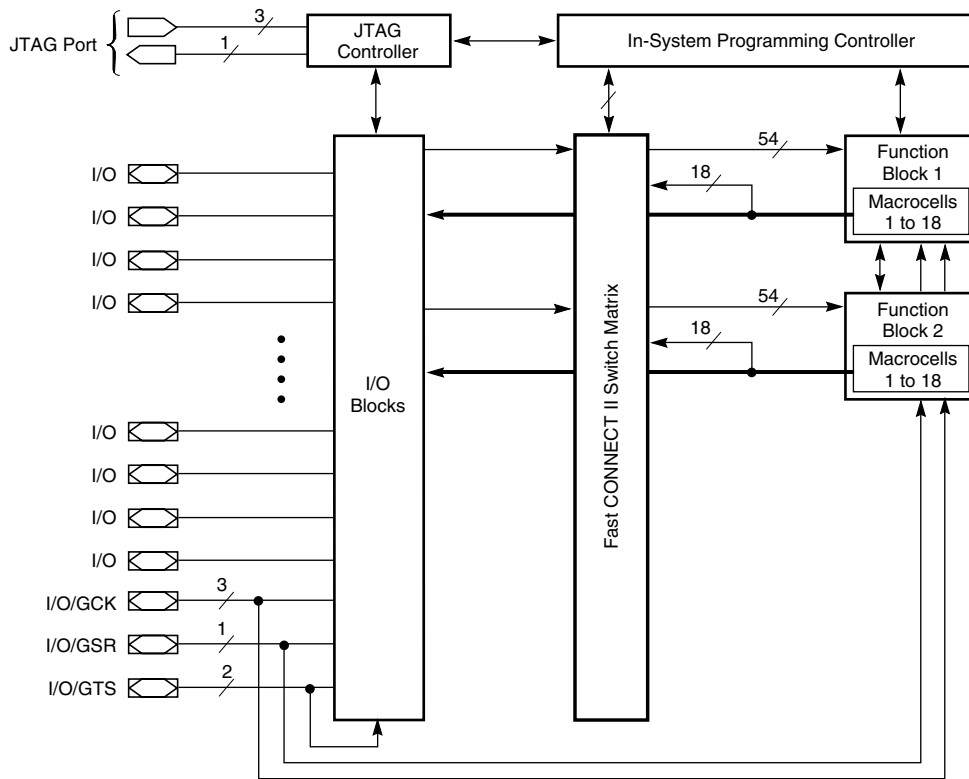 JTAG Port
3
1
JTAG
Controller
In-System Programming Controller
I/O
I/O
I/O
I/O
I/O
I/O
I/O
I/O
I/O/GCK
3
I/O/GSR
1
I/O/GTS
2
I/O
Blocks
Fast CONNECT II Switch Matrix
54
18
Function
Block 1
Macrocells
1 to 18
54
18
Function
Block 2
Macrocells
1 to 18